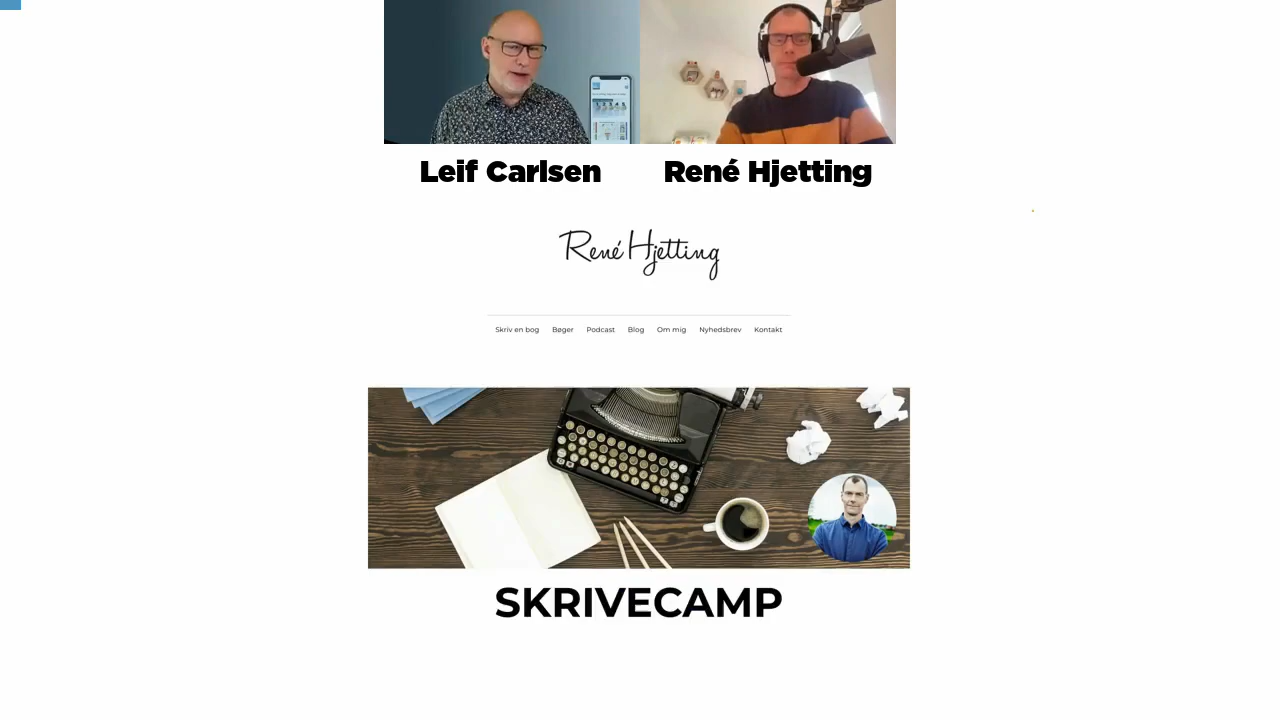 Leif Carlsen René Hjetting
René Hjetting
Skriv en bog Bøger Podcast Blog Om mig Nyhedsbrev Kontakt
SKRIVECAMP